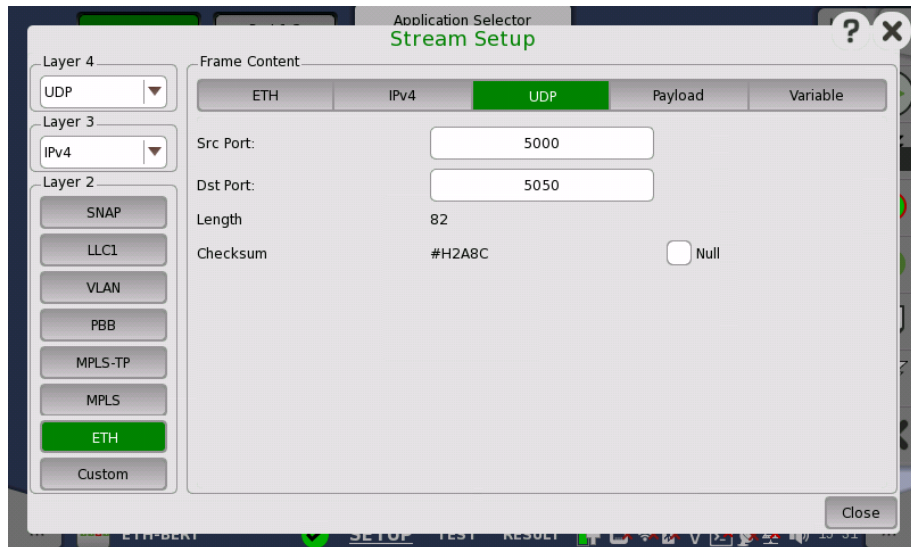 Application Selector
Stream Setup
?
Layer 4
UDP
Layer 3
IPv4
Layer 2
SNAP
LLC1
VLAN
PBB
MPLS-TP
MPLS
ETH
Custom
Frame Content
ETH IPv4 UDP Payload Variable
Src Port: 5000
Dst Port: 5050
Length 82
Checksum #H2A8C Null
Close
ETH-BERT SETUP TEST RESULT